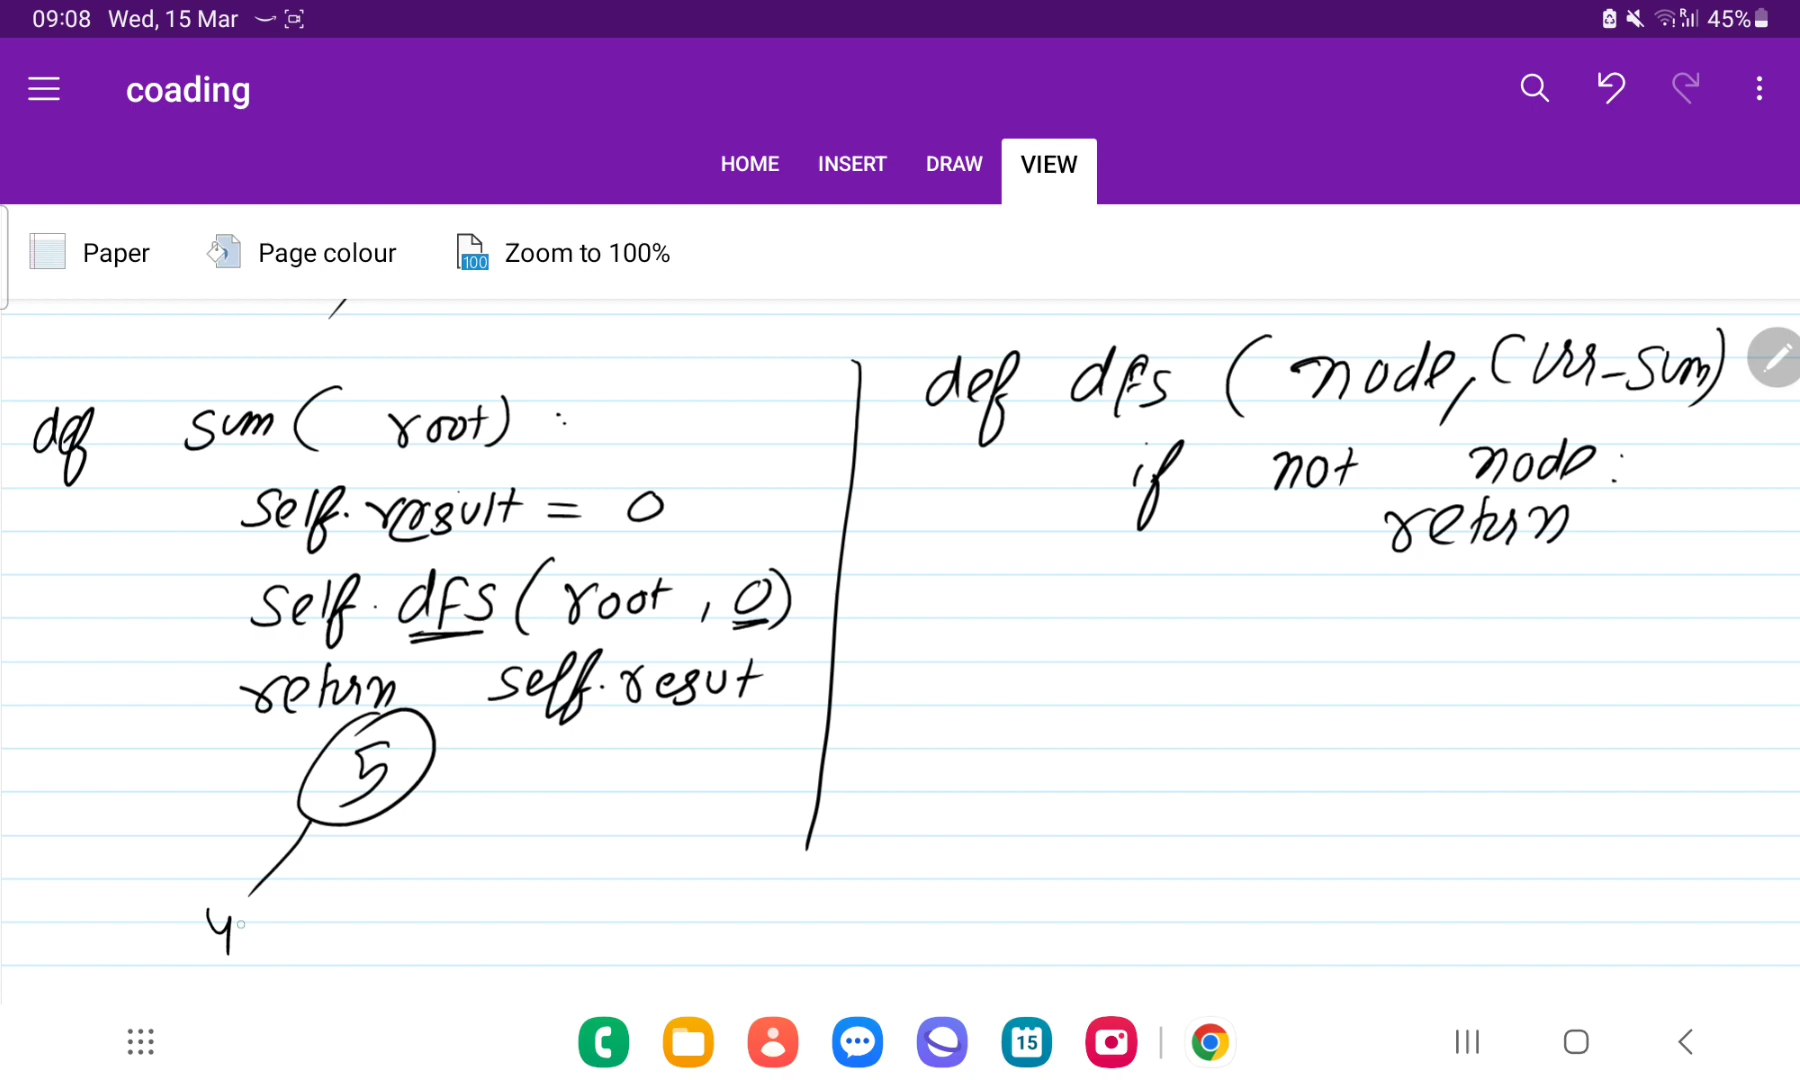 09:08 Wed, 15 Mar
45%
coading
HOME INSERT DRAW VIEW
Paper Page colour 100 Zoom to 100%
def sum( root) :
self.result = 0
self.dfs(root, 0)
return self.resut
5
4
def dfs (node, curr_sum)
if not node:
return
15